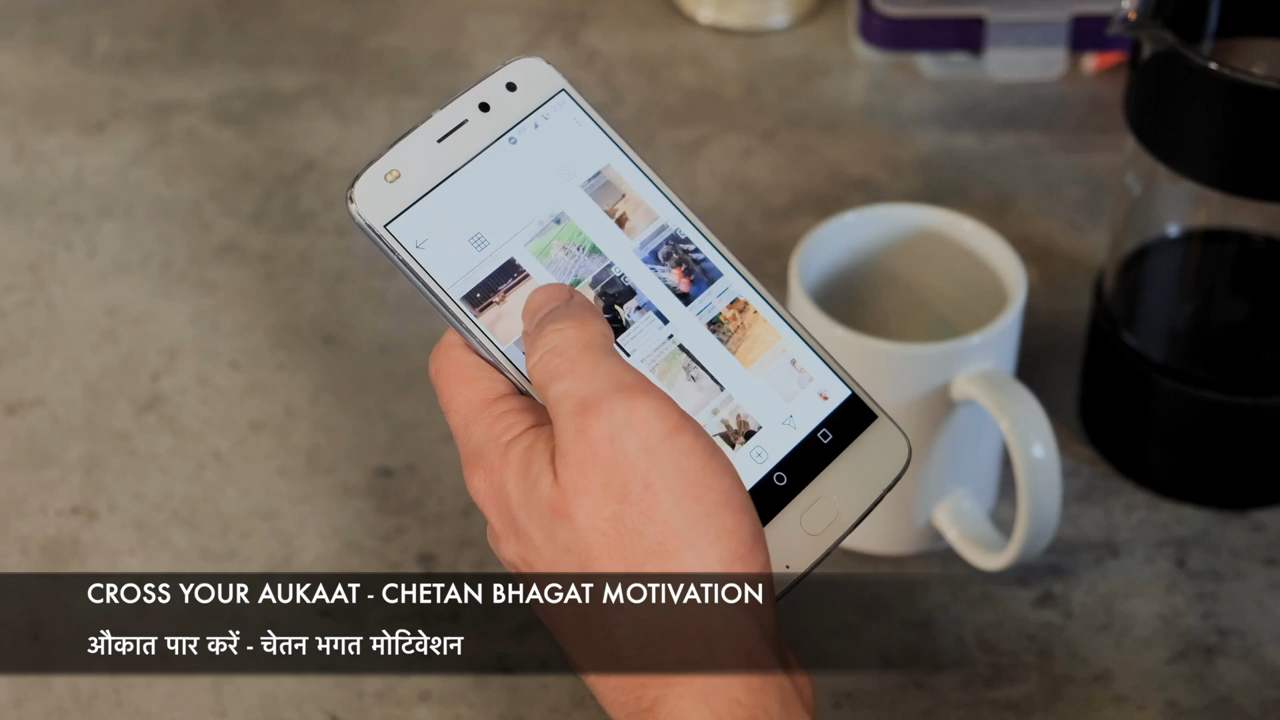 CROSS YOUR AUKAAT - CHETAN BHAGAT MOTIVATION
औकात पार करें - चेतन भगत मोटिवेशन